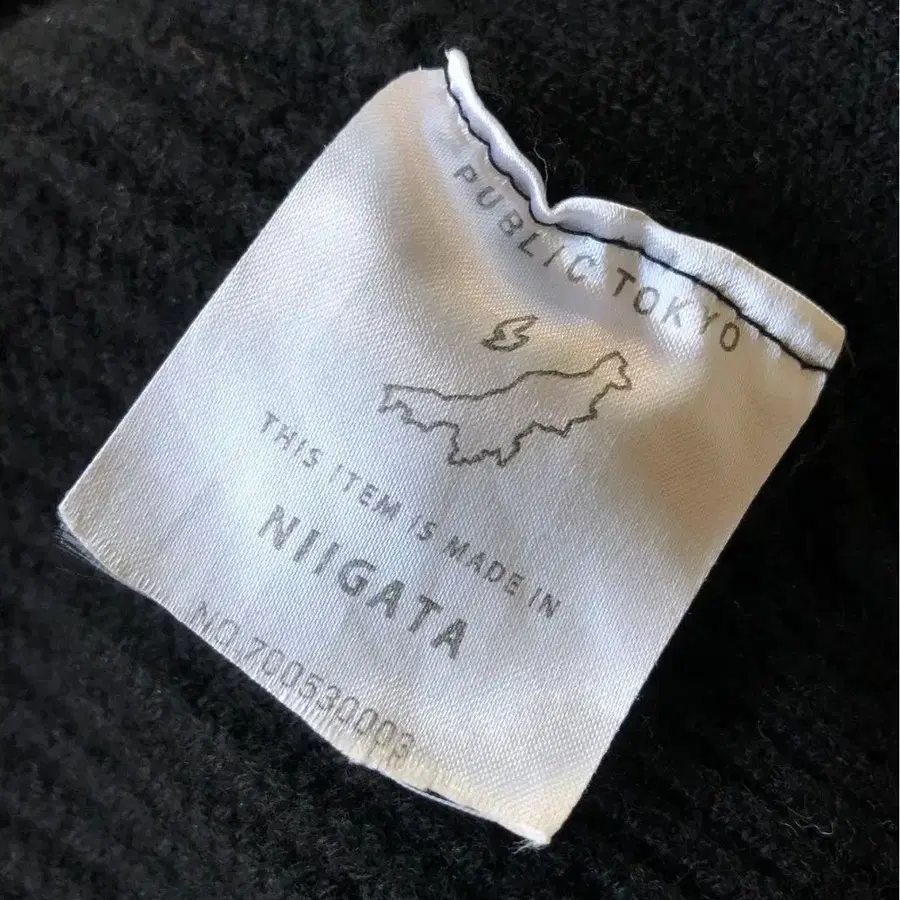 PUBLIC TOKYO
THIS ITEM IS MADE IN
NIIGATA
NO.700530003